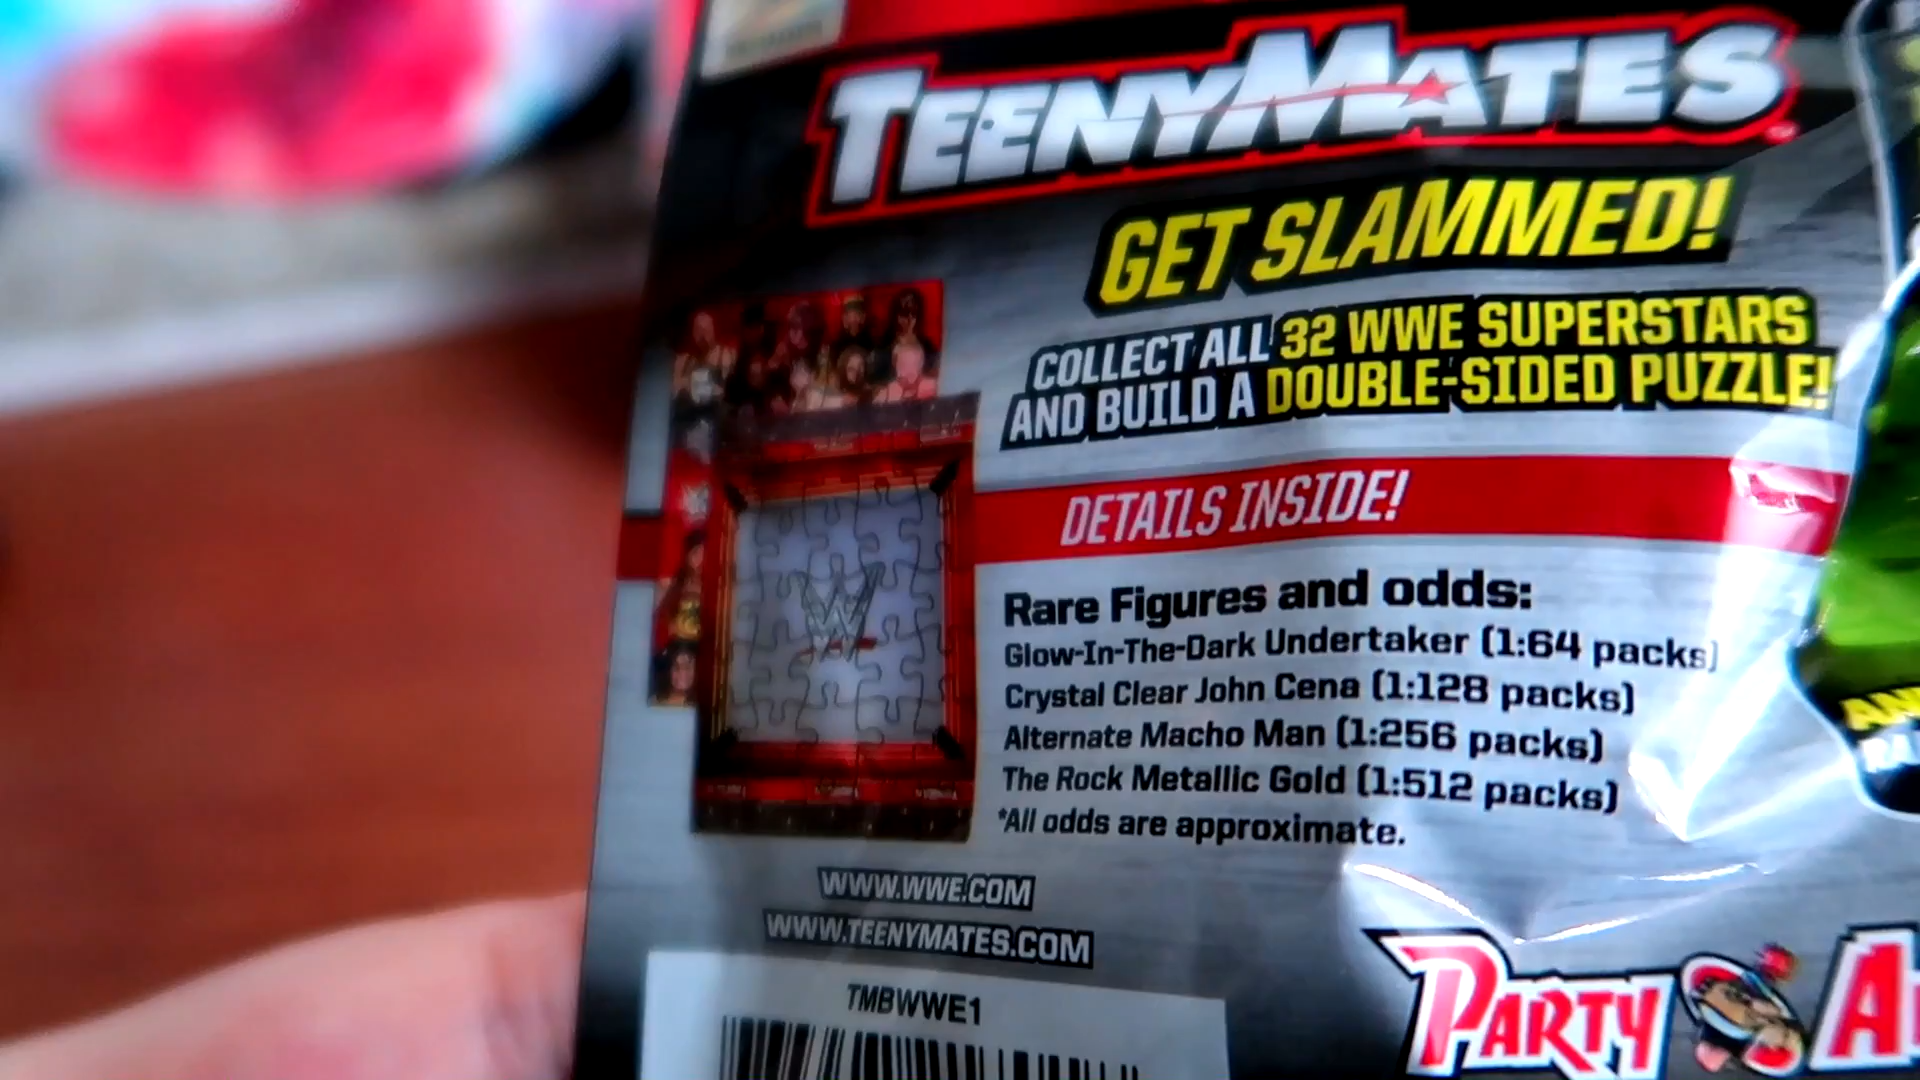 TEENYMATES
GET SLAMMED!
COLLECT ALL 32 WWE SUPERSTARS
AND BUILD A DOUBLE-SIDED PUZZLE!
DETAILS INSIDE!
Rare Figures and odds:
Glow-In-The-Dark Undertaker (1:64 packs)
Crystal Clear John Cena (1:128 packs)
Alternate Macho Man (1:256 packs)
The Rock Metallic Gold (1:512 packs)
*All odds are approximate.
WWW.WWE.COM
WWW.TEENYMATES.COM
TMBWWE1
PARTY